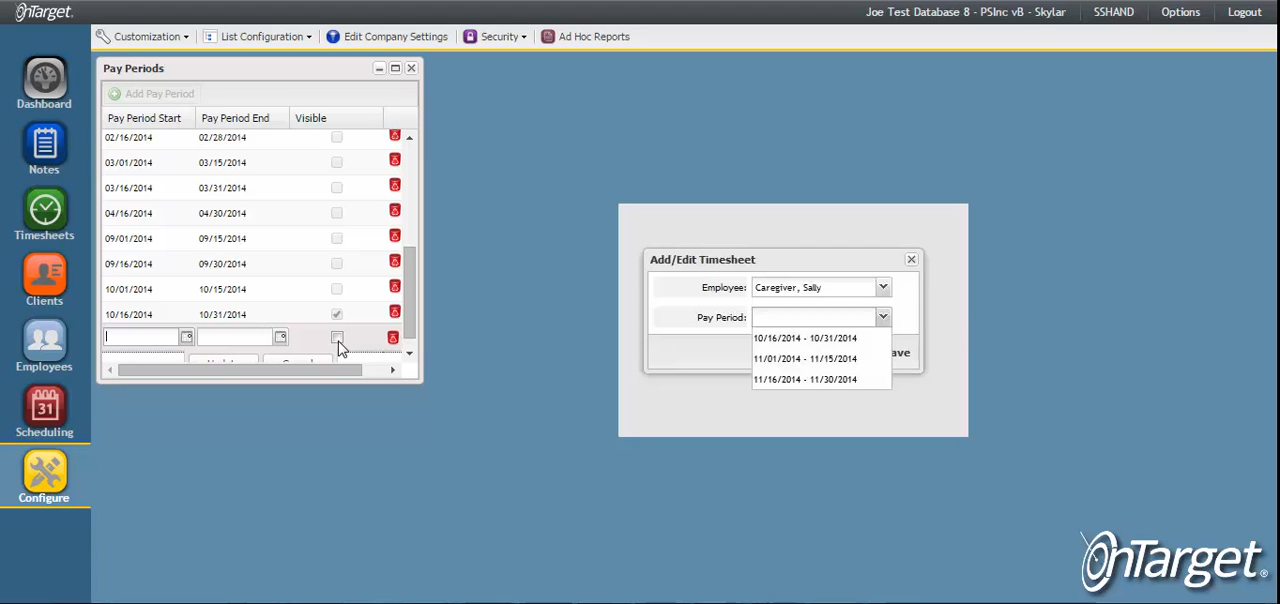 OnTarget.
Joe Test Database 8 - PSInc vB - Skylar
SSHAND
Options
Logout
Customization
List Configuration
Edit Company Settings
Security
Ad Hoc Reports
Dashboard
Notes
Timesheets
Clients
Employees
31
Scheduling
Configure
Pay Periods
Add Pay Period
Pay Period Start Pay Period End Visible
02/16/2014 02/28/2014
03/01/2014 03/15/2014
03/16/2014 03/31/2014
04/16/2014 04/30/2014
09/01/2014 09/15/2014
09/16/2014 09/30/2014
10/01/2014 10/15/2014
10/16/2014 10/31/2014
Add/Edit Timesheet
Employee: Caregiver, Sally
Pay Period:
10/16/2014 - 10/31/2014
11/01/2014 - 11/15/2014
11/16/2014 - 11/30/2014
ave
OnTarget